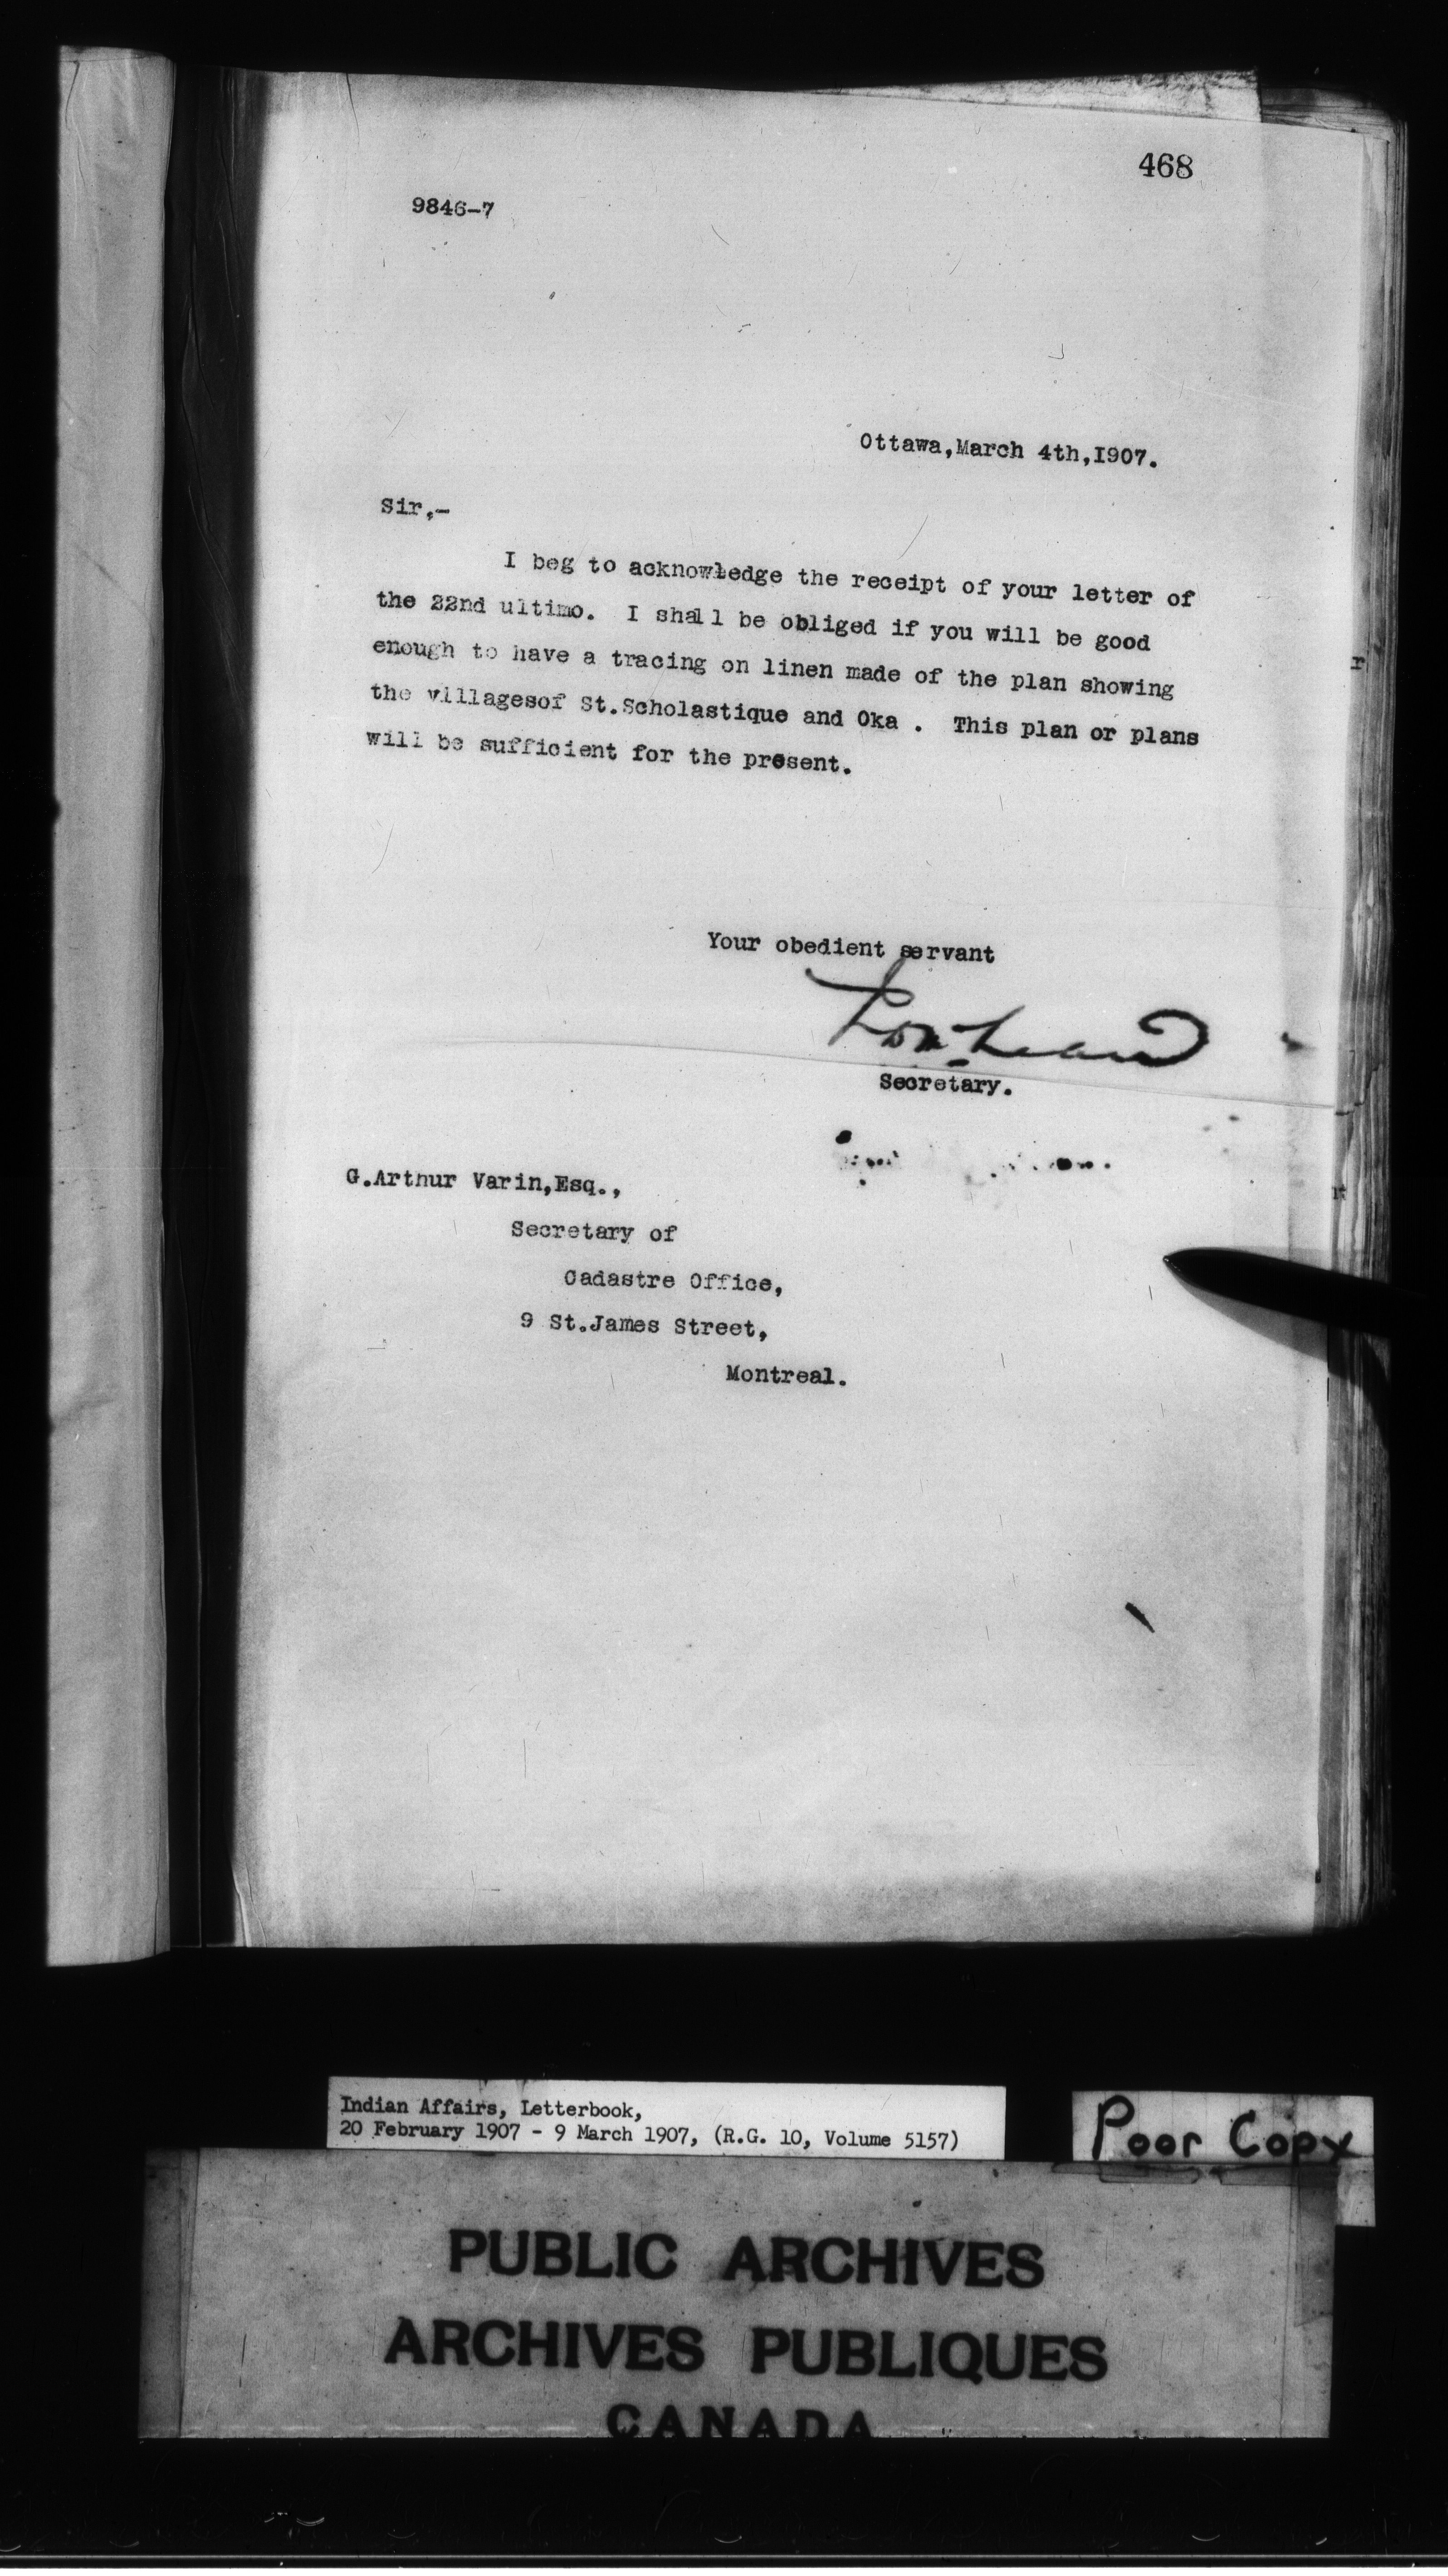 468
9846-7
Ottawa,March 4th,1907.
Sir,-
I beg to acknowledge the receipt of your letter of
the 22nd ultimo. I shall be obliged if you will be good
enough to have a tracing on linen made of the plan showing
the villagesof St.Scholastique and Oka . This plan or plans
will be sufficient for the present.
Your obedient servant
Secretary.
G.Arthur Varin,Esq.,
Secretary of
Cadastre Office,
9 St.James Street,
Montreal.
Indian Affairs, Letterbook,
20 February 1907 - 9 March 1907, (R.G. 10, Volume 5157)
Poor Copy
PUBLIC ARCHIVES
ARCHIVES PUBLIQUES
CANADA